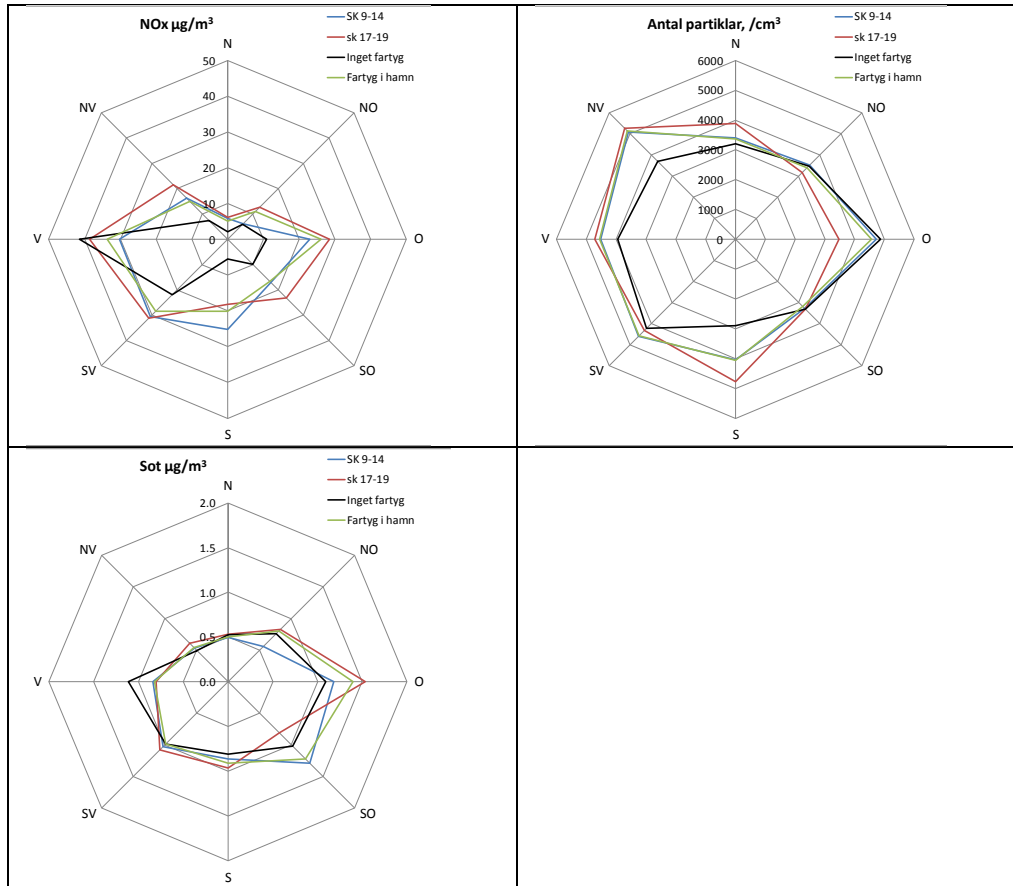 NOx µg/m³
SK 9-14
sk 17-19
Inget fartyg
Fartyg i hamn
N
NO
O
SO
S
SV
V
NV
50
40
30
20
10
0
Antal partiklar, /cm³
SK 9-14
sk 17-19
Inget fartyg
Fartyg i hamn
N
NO
O
SO
S
SV
V
NV
6000
5000
4000
3000
2000
1000
0
Sot µg/m³
SK 9-14
sk 17-19
Inget fartyg
Fartyg i hamn
N
NO
O
SO
S
SV
V
NV
2.0
1.5
1.0
0.5
0.0